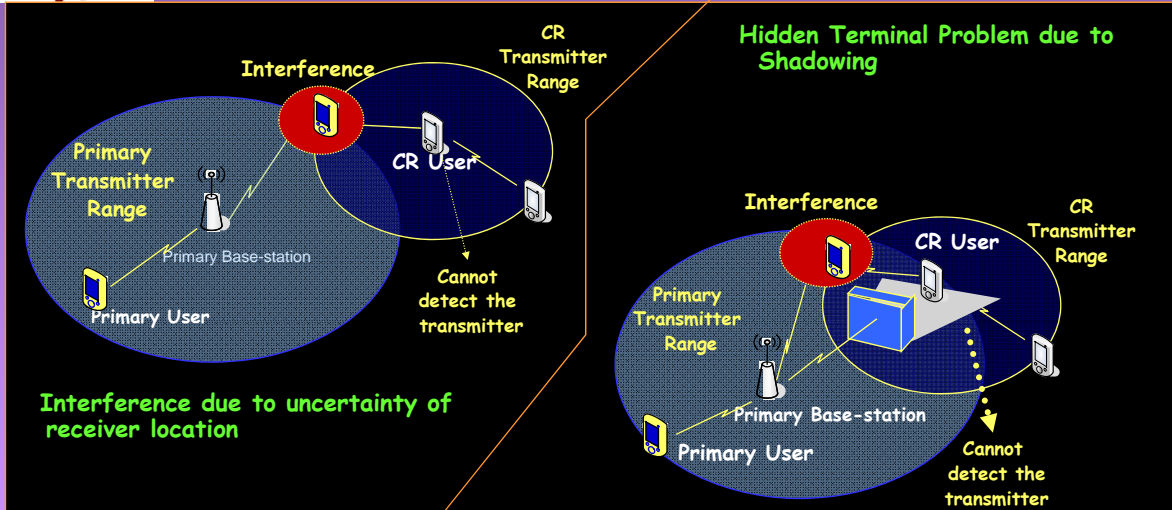 CR
Transmitter
Range
Interference
Primary
Transmitter
Range
CR User
Primary Base-station
Cannot
detect the
transmitter
Primary User
Interference due to uncertainty of
receiver location
Hidden Terminal Problem due to
Shadowing
Interference
CR
Transmitter
Range
CR User
Primary
Transmitter
Range
Primary Base-station
Primary User
Cannot
detect the
transmitter